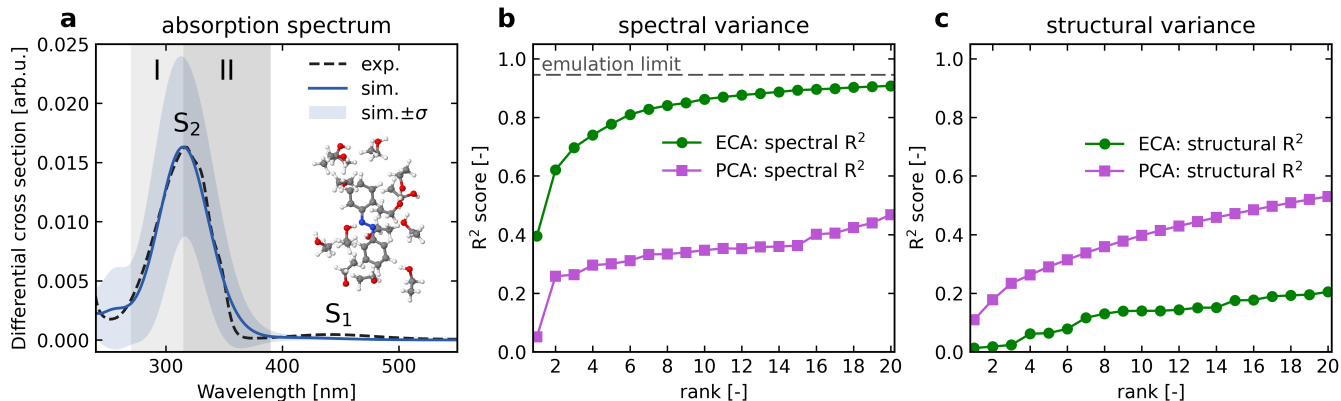 a
absorption spectrum
Differential cross section [arb.u.]
0.025
0.020
0.015
0.010
0.005
0.000
I
II
S₂
S₁
exp.
sim.
sim.±σ
300
400
500
Wavelength [nm]
b
spectral variance
R² score [-]
1.0
0.8
0.6
0.4
0.2
0.0
emulation limit
ECA: spectral R²
PCA: spectral R²
2 4 6 8 10 12 14 16 18 20
rank [-]
c
structural variance
R² score [-]
1.0
0.8
0.6
0.4
0.2
0.0
ECA: structural R²
PCA: structural R²
2 4 6 8 10 12 14 16 18 20
rank [-]